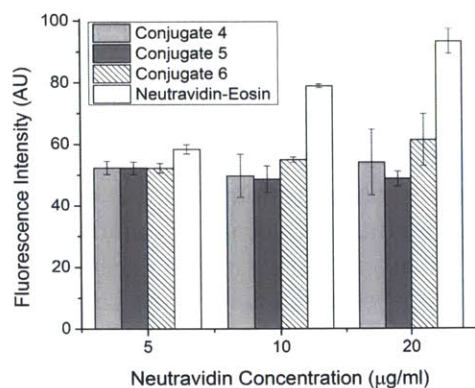 100
80
60
40
20
0
Fluorescence Intensity (AU)
Conjugate 4
Conjugate 5
Conjugate 6
Neutravidin-Eosin
5
10
20
Neutravidin Concentration (μg/ml)